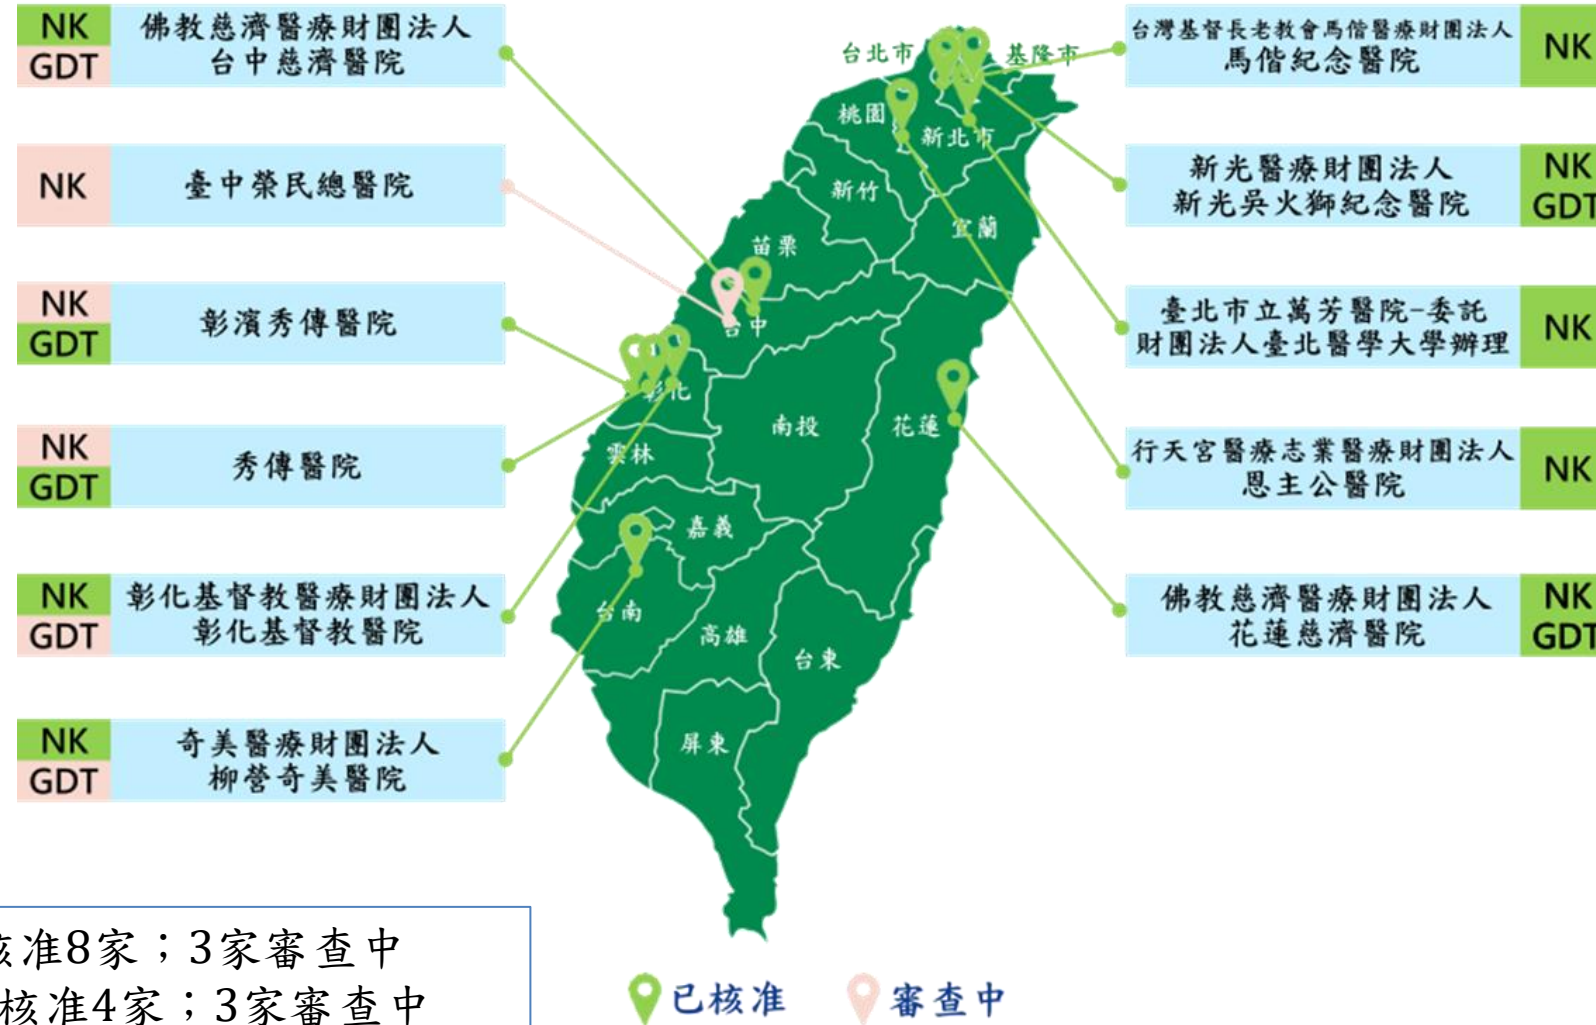 NK
GDT
佛教慈濟醫療財團法人
台中慈濟醫院
NK
臺中榮民總醫院
NK
GDT
彰濱秀傳醫院
NK
GDT
秀傳醫院
NK
GDT
彰化基督教醫療財團法人
彰化基督教醫院
NK
GDT
奇美醫療財團法人
柳營奇美醫院
台北市
基隆市
桃園
新北市
新竹
宜蘭
苗栗
台中
彰化
南投
花蓮
雲林
嘉義
台南
高雄
台東
屏東
台灣基督長老教會馬偕醫療財團法人
馬偕紀念醫院
NK
新光醫療財團法人
新光吳火獅紀念醫院
NK
GDT
臺北市立萬芳醫院-委託
財團法人臺北醫學大學辦理
NK
行天宮醫療志業醫療財團法人
恩主公醫院
NK
佛教慈濟醫療財團法人
花蓮慈濟醫院
NK
GDT
核准8家；3家審查中
核准4家；3家審查中
已核准
審查中